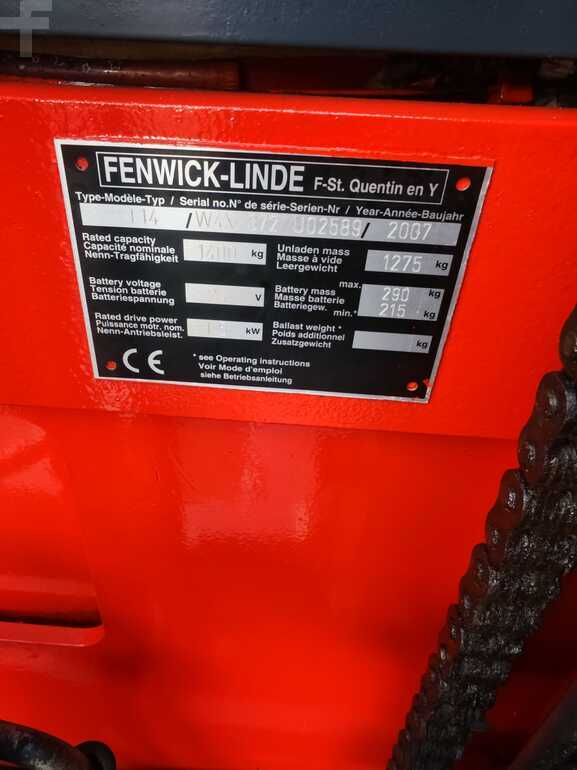 FENWICK-LINDE F-St. Quentin en Y
Type-Modèle-Typ / Serial no.N° de série-Serien-Nr / Year-Année-Baujahr
/ 002589 / 2007
Rated capacity
Capacité nominale
Nenn-Tragfähigkeit
kg
Unladen mass
Masse à vide
Leergewicht
1275 kg
Battery voltage
Tension batterie
Batteriespannung
V
Battery mass
Masse batterie
Batteriegew.
max. 290 kg
min.* 215 kg
Rated drive power
Puissance motr. nom.
Nenn-Antriebsleist.
kW
Ballast weight *
Poids additionnel
Zusatzgewicht
kg
CE
* see Operating instructions
Voir Mode d'emploi
siehe Betriebsanleitung